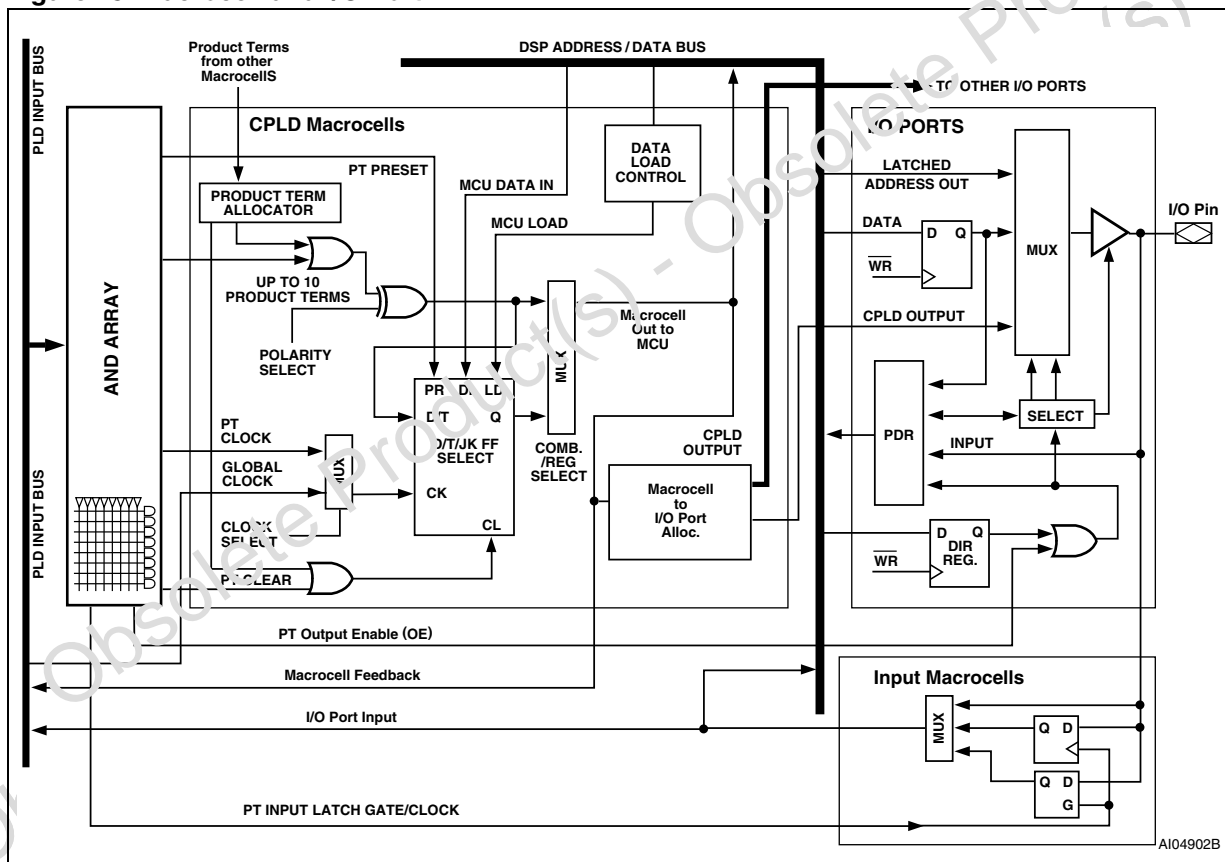 Product Terms
from other
MacrocellS
DSP ADDRESS / DATA BUS
TO OTHER I/O PORTS
PLD INPUT BUS
CPLD Macrocells
I/O PORTS
PT PRESET
MCU DATA IN
DATA
LOAD
CONTROL
LATCHED
ADDRESS OUT
PRODUCT TERM
ALLOCATOR
MCU LOAD
DATA
D Q
WR
MUX
I/O Pin
UP TO 10
PRODUCT TERMS
AND ARRAY
POLARITY
SELECT
MUX
Macrocell
Out to
MCU
CPLD OUTPUT
PR
LD
D/T
Q
D/T/JK FF
SELECT
CK
CL
COMB.
/REG
SELECT
PT
CLOCK
GLOBAL
CLOCK
MUX
CLOCK
SELECT
PT CLEAR
CPLD
OUTPUT
Macrocell
to
I/O Port
Alloc.
PDR
SELECT
INPUT
D Q
DIR
REG.
WR
PLD INPUT BUS
PT Output Enable (OE)
Macrocell Feedback
I/O Port Input
Input Macrocells
MUX
Q D
Q D
G
PT INPUT LATCH GATE/CLOCK
AI04902B
Obsolete Product(s) - Obsolete Pro
(s)